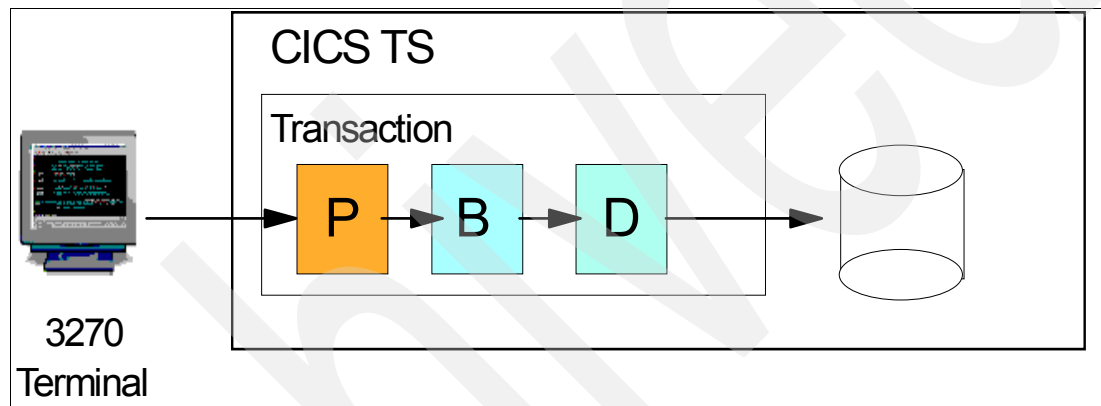 CICS TS
Transaction
P
B
D
3270
Terminal